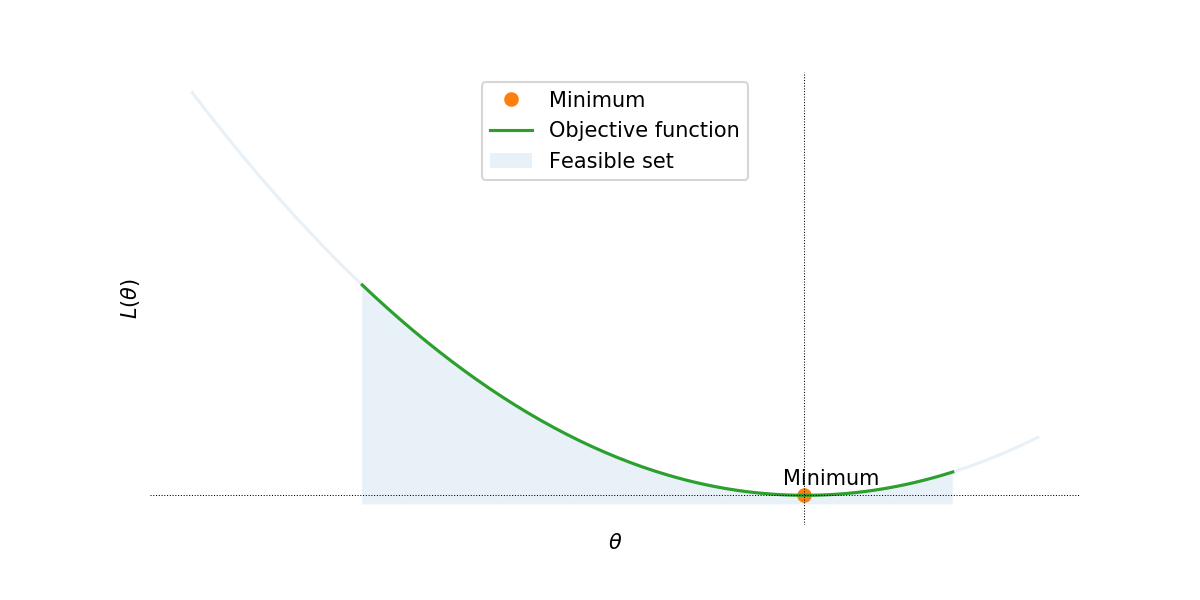 Minimum
Objective function
Feasible set
L(θ)
Minimum
θ